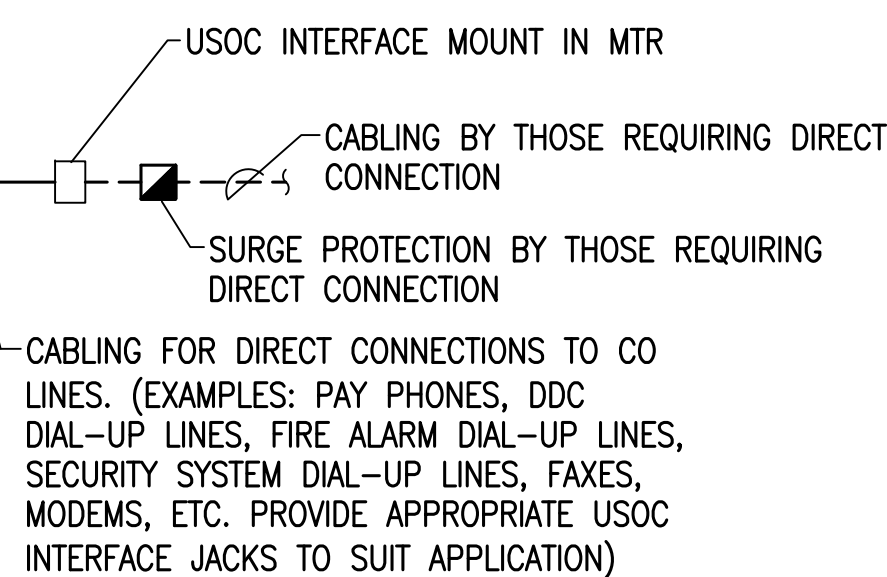 USOC INTERFACE MOUNT IN MTR
CABLING BY THOSE REQUIRING DIRECT
CONNECTION
SURGE PROTECTION BY THOSE REQUIRING
DIRECT CONNECTION
CABLING FOR DIRECT CONNECTIONS TO CO
LINES. (EXAMPLES: PAY PHONES, DDC
DIAL-UP LINES, FIRE ALARM DIAL-UP LINES,
SECURITY SYSTEM DIAL-UP LINES, FAXES,
MODEMS, ETC. PROVIDE APPROPRIATE USOC
INTERFACE JACKS TO SUIT APPLICATION)